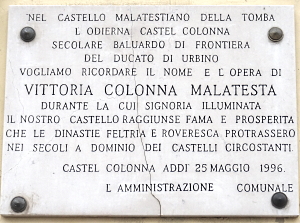 NEL CASTELLO MALATESTIANO DELLA TOMBA
L ODIERNA CASTEL COLONNA
SECOLARE BALUARDO DI FRONTIERA
DEL DUCATO DI URBINO
VOGLIAMO RICORDARE IL NOME E L OPERA DI
VITTORIA COLONNA MALATESTA
DURANTE LA CUI SIGNORIA ILLUMINATA
IL NOSTRO CASTELLO RAGGIUNSE FAMA E PROSPERITA
CHE LE DINASTIE FELTRIA E ROVERESCA PROTRASSERO
NEI SECOLI A DOMINIO DEI CASTELLI CIRCOSTANTI.
CASTEL COLONNA ADDI' 25 MAGGIO 1996.
L AMMINISTRAZIONE COMUNALE